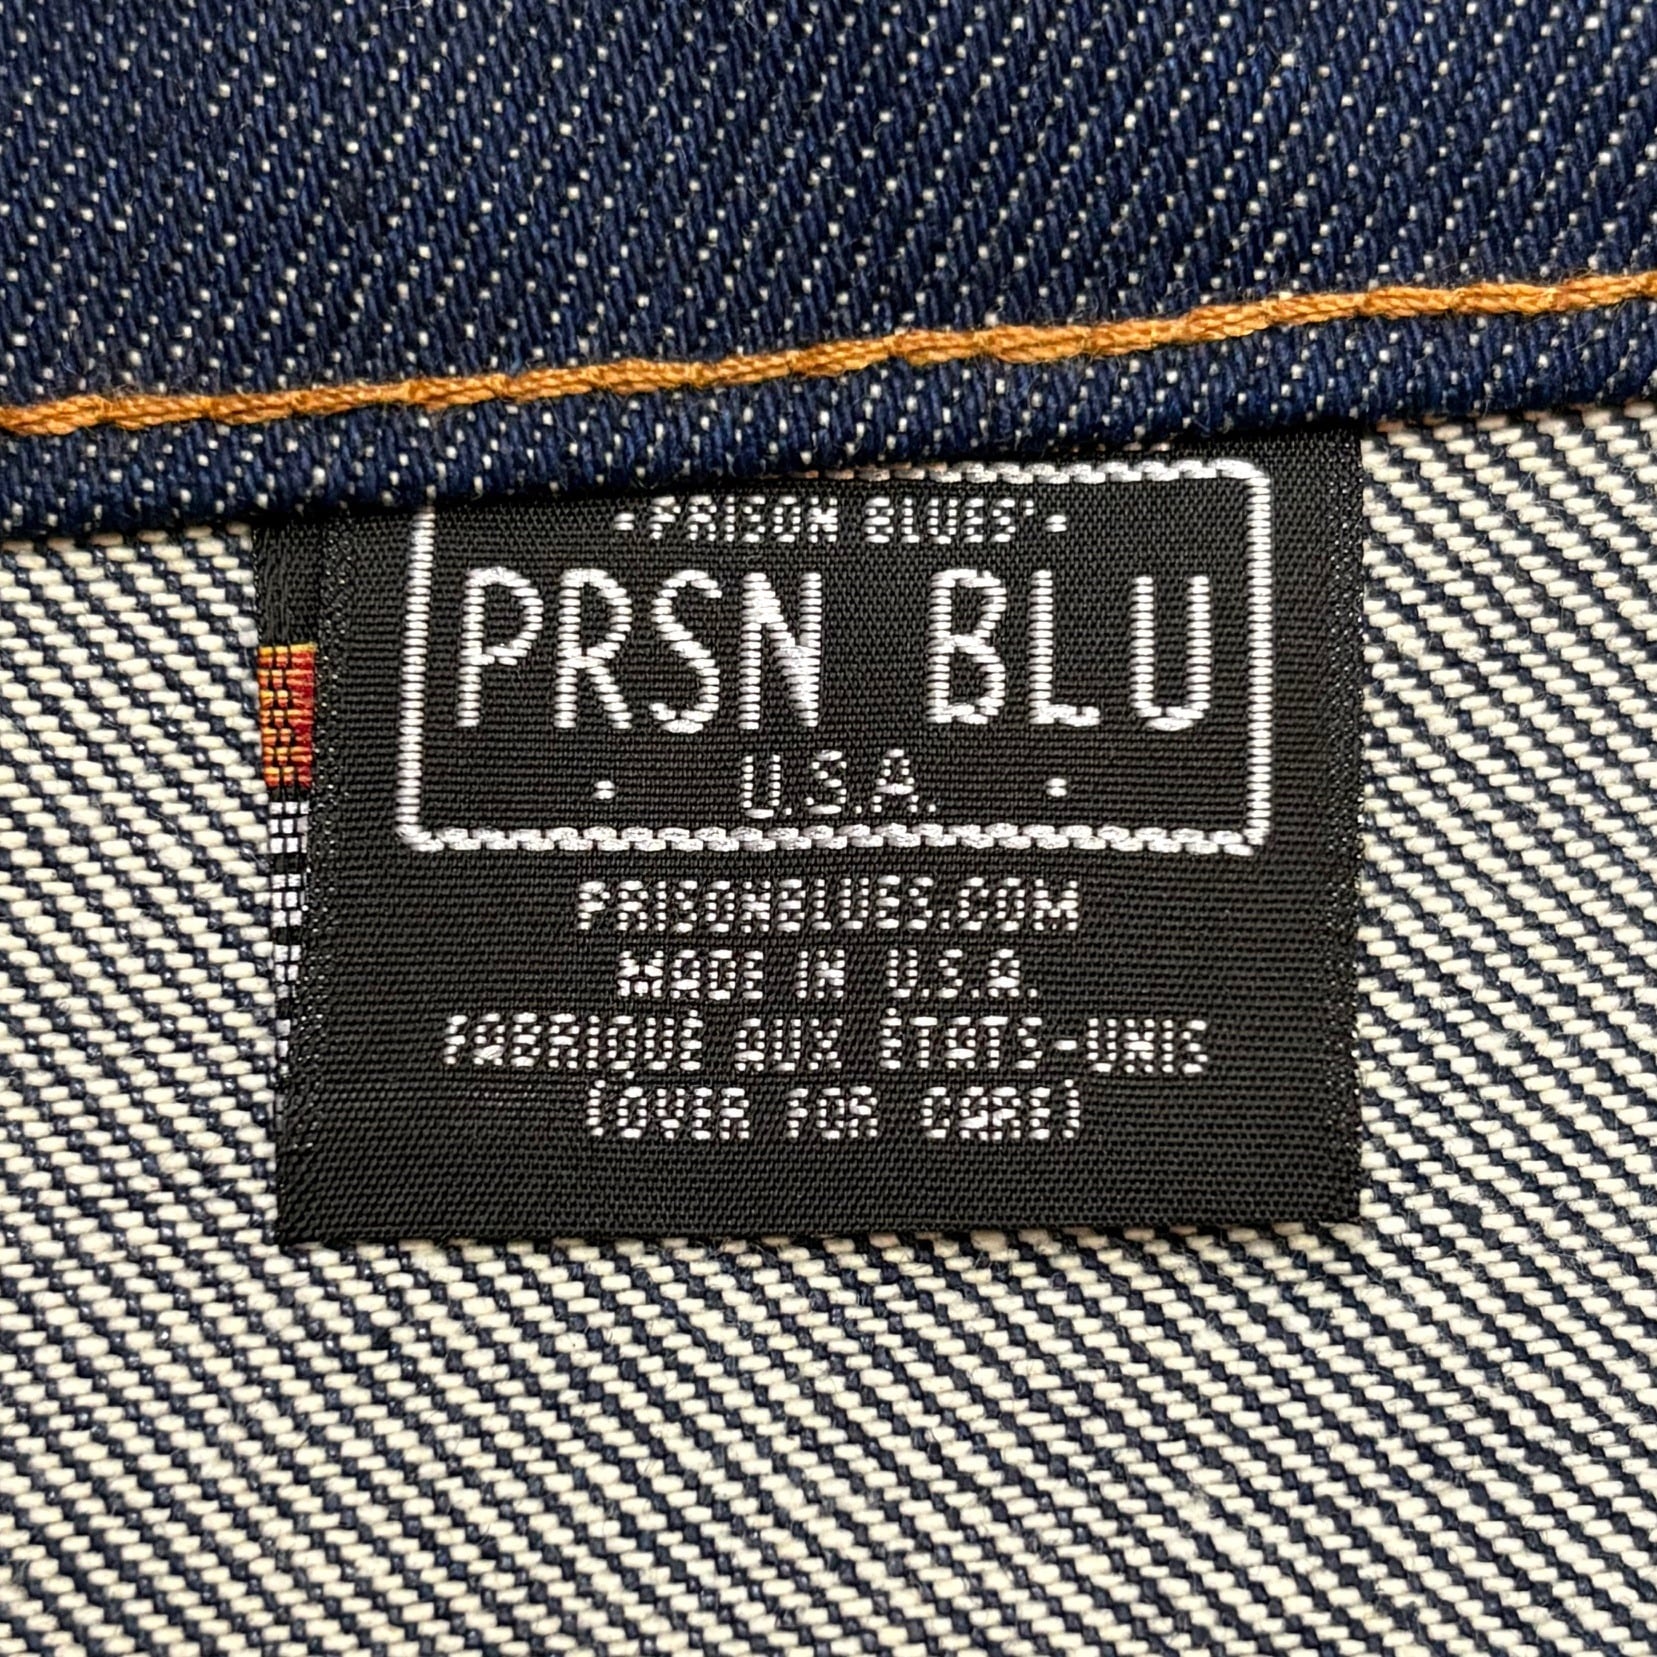 ·PRISON BLUES'·
PRSN BLU
· U.S.A. ·
PRISONBLUES.COM
MADE IN U.S.A.
FABRIQUÉ AUX ÉTATS-UNIS
(OVER FOR CARE)